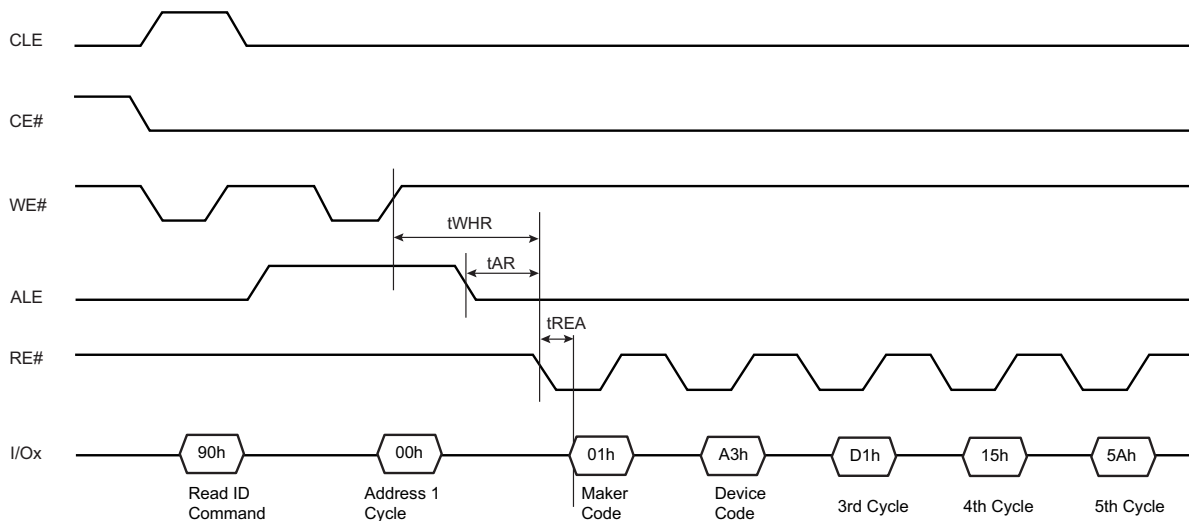 CLE
CE#
WE#
tWHR
tAR
ALE
tREA
RE#
I/Ox
90h
00h
01h
A3h
D1h
15h
5Ah
Read ID
Command
Address 1
Cycle
Maker
Code
Device
Code
3rd Cycle
4th Cycle
5th Cycle